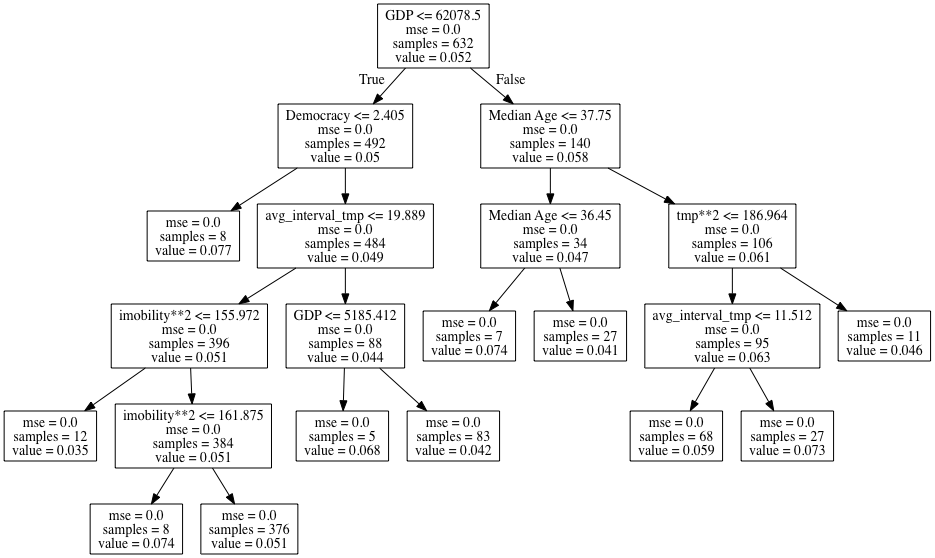 GDP <= 62078.5
mse = 0.0
samples = 632
value = 0.052
True
False
Democracy <= 2.405
mse = 0.0
samples = 492
value = 0.05
Median Age <= 37.75
mse = 0.0
samples = 140
value = 0.058
mse = 0.0
samples = 8
value = 0.077
avg_interval_tmp <= 19.889
mse = 0.0
samples = 484
value = 0.049
Median Age <= 36.45
mse = 0.0
samples = 34
value = 0.047
tmp**2 <= 186.964
mse = 0.0
samples = 106
value = 0.061
imobility**2 <= 155.972
mse = 0.0
samples = 396
value = 0.051
GDP <= 5185.412
mse = 0.0
samples = 88
value = 0.044
mse = 0.0
samples = 7
value = 0.074
mse = 0.0
samples = 27
value = 0.041
avg_interval_tmp <= 11.512
mse = 0.0
samples = 95
value = 0.063
mse = 0.0
samples = 11
value = 0.046
mse = 0.0
samples = 12
value = 0.035
imobility**2 <= 161.875
mse = 0.0
samples = 384
value = 0.051
mse = 0.0
samples = 5
value = 0.068
mse = 0.0
samples = 83
value = 0.042
mse = 0.0
samples = 68
value = 0.059
mse = 0.0
samples = 27
value = 0.073
mse = 0.0
samples = 8
value = 0.074
mse = 0.0
samples = 376
value = 0.051